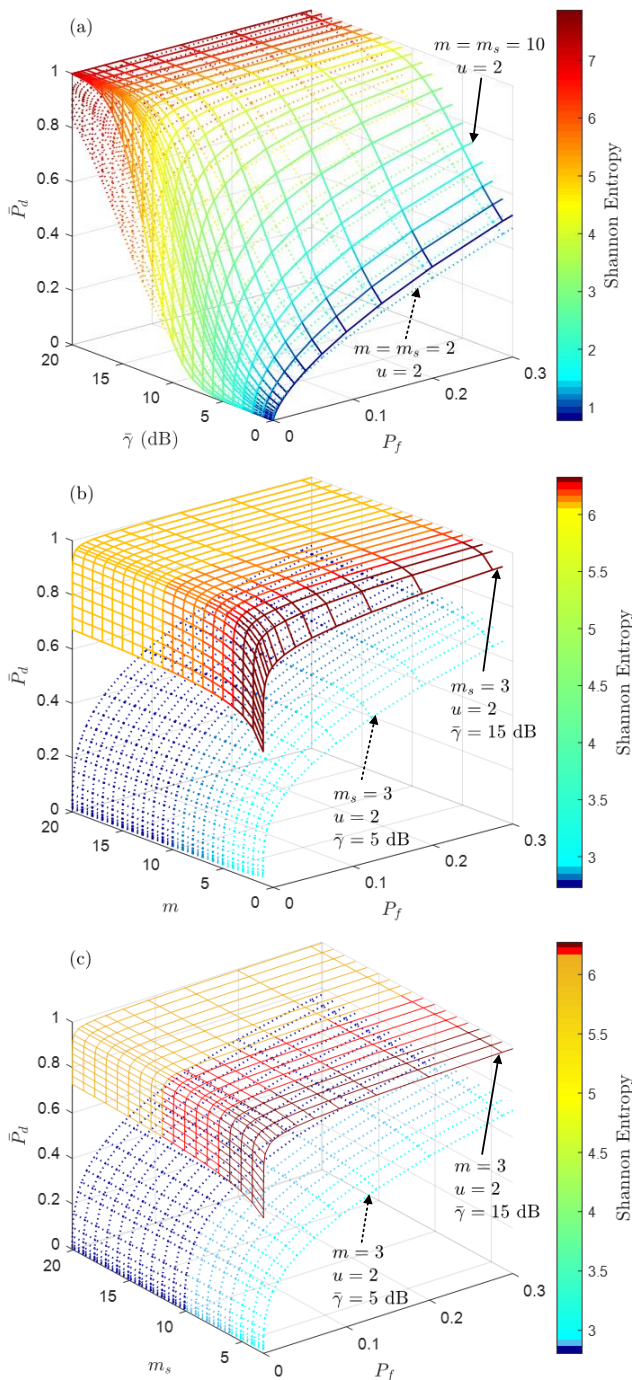 (a)
m = m_s = 10
u = 2
1
0.8
0.6
0.4
0.2
0
P̄_d
20
15
10
5
0
γ̄ (dB)
0
0.1
0.2
0.3
P_f
m = m_s = 2
u = 2
7
6
5
4
3
2
1
Shannon Entropy
(b)
1
0.8
0.6
0.4
0.2
0
P̄_d
20
15
10
5
0
m
0
0.1
0.2
0.3
P_f
m_s = 3
u = 2
γ̄ = 15 dB
m_s = 3
u = 2
γ̄ = 5 dB
6
5.5
5
4.5
4
3.5
3
Shannon Entropy
(c)
1
0.8
0.6
0.4
0.2
0
P̄_d
20
15
10
5
m_s
0
0.1
0.2
0.3
P_f
m = 3
u = 2
γ̄ = 15 dB
m = 3
u = 2
γ̄ = 5 dB
6
5.5
5
4.5
4
3.5
3
Shannon Entropy